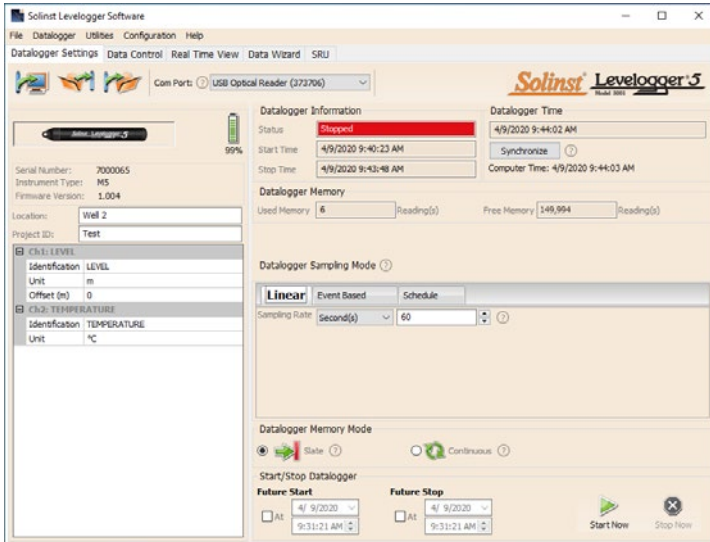 Solinst Levelogger Software
File Datalogger Utilities Configuration Help
Datalogger Settings Data Control Real Time View Data Wizard SRU
Com Port: ? USB Optical Reader (373706)
Solinst Levelogger 5
Model 3001
Solinst Levelogger 5
99%
Serial Number: 7000065
Instrument Type: M5
Firmware Version: 1.004
Location: Well 2
Project ID: Test
Ch1: LEVEL
Identification LEVEL
Unit m
Offset (m) 0
Ch2: TEMPERATURE
Identification TEMPERATURE
Unit °C
Datalogger Information
Status Stopped
Start Time 4/9/2020 9:40:23 AM
Stop Time 4/9/2020 9:43:48 AM
Datalogger Time
4/9/2020 9:44:02 AM
Synchronize ?
Computer Time: 4/9/2020 9:44:03 AM
Datalogger Memory
Used Memory 6 Reading(s) Free Memory 149,994 Reading(s)
Datalogger Sampling Mode ?
Linear Event Based Schedule
Sampling Rate Second(s) 60 ?
Datalogger Memory Mode
Slate ? Continuous ?
Start/Stop Datalogger
Future Start Future Stop
At 4/ 9/2020 At 4/ 9/2020
9:31:21 AM 9:31:21 AM
Start Now Stop Now